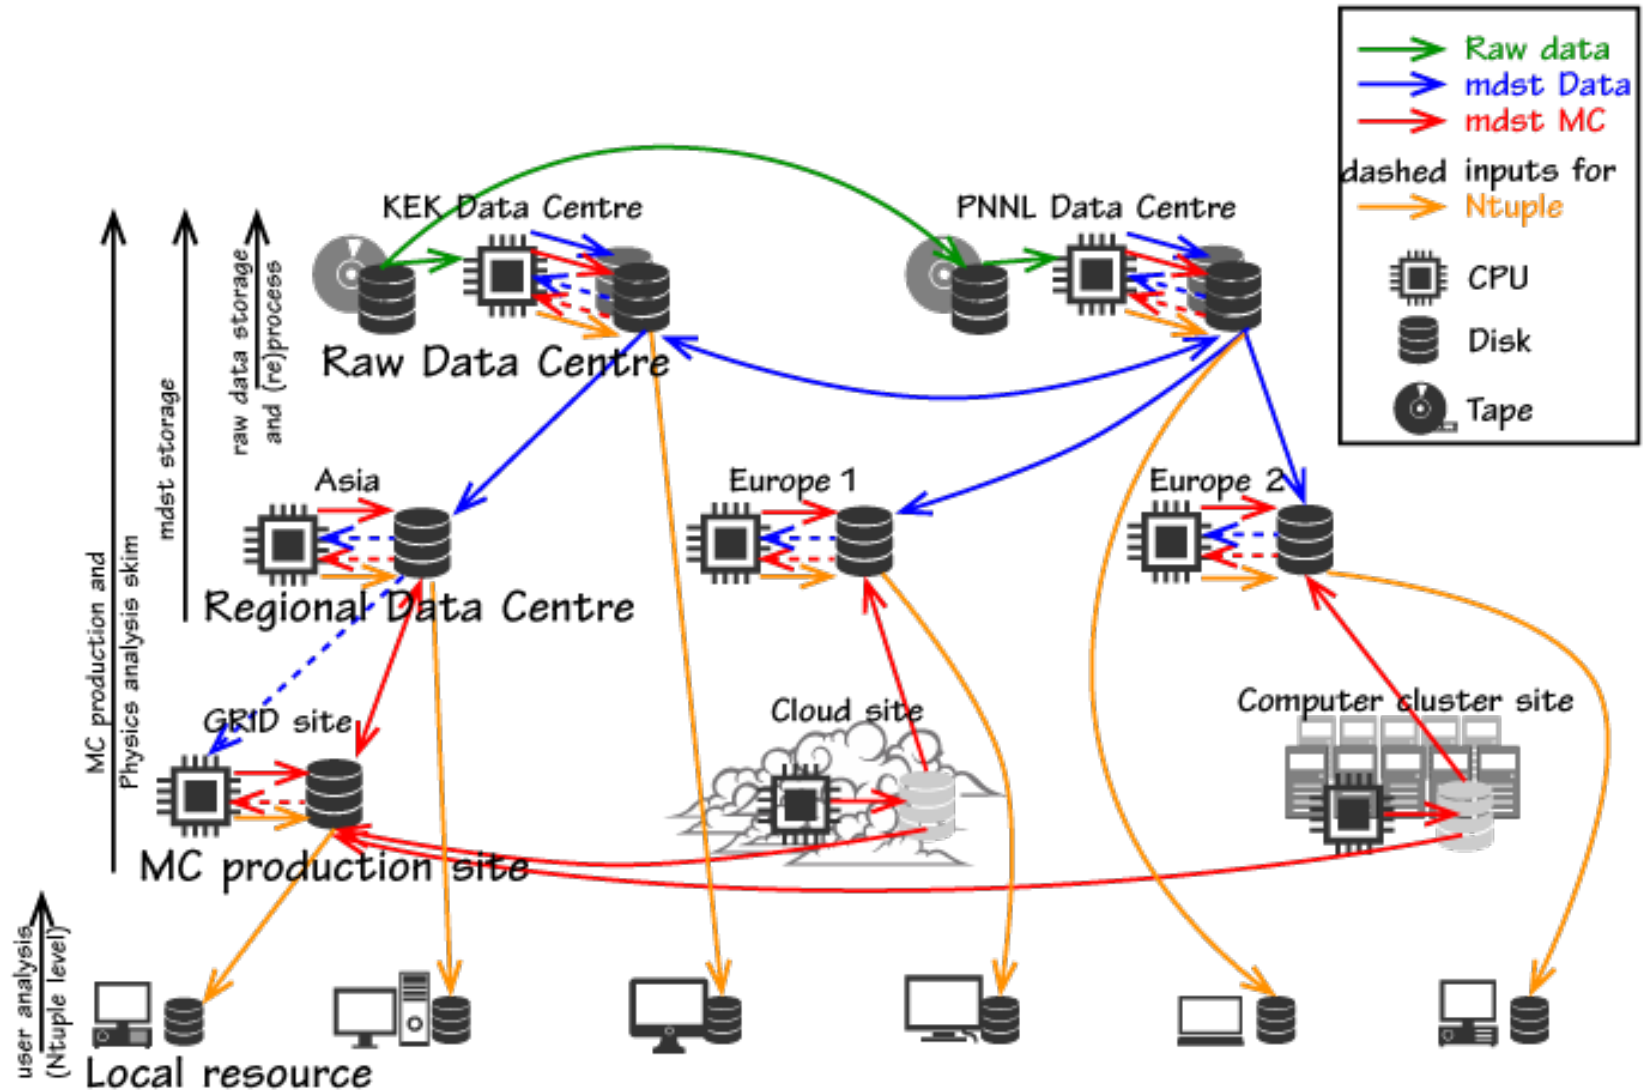 Raw data
mdst Data
mdst MC
dashed inputs for
Ntuple
CPU
Disk
Tape
KEK Data Centre
PNNL Data Centre
Raw Data Centre
raw data storage
and (re)process
mdst storage
MC production and
Physics analysis skim
Asia
Europe 1
Europe 2
Regional Data Centre
GRID site
Cloud site
Computer cluster site
MC production site
user analysis
(Ntuple level)
Local resource